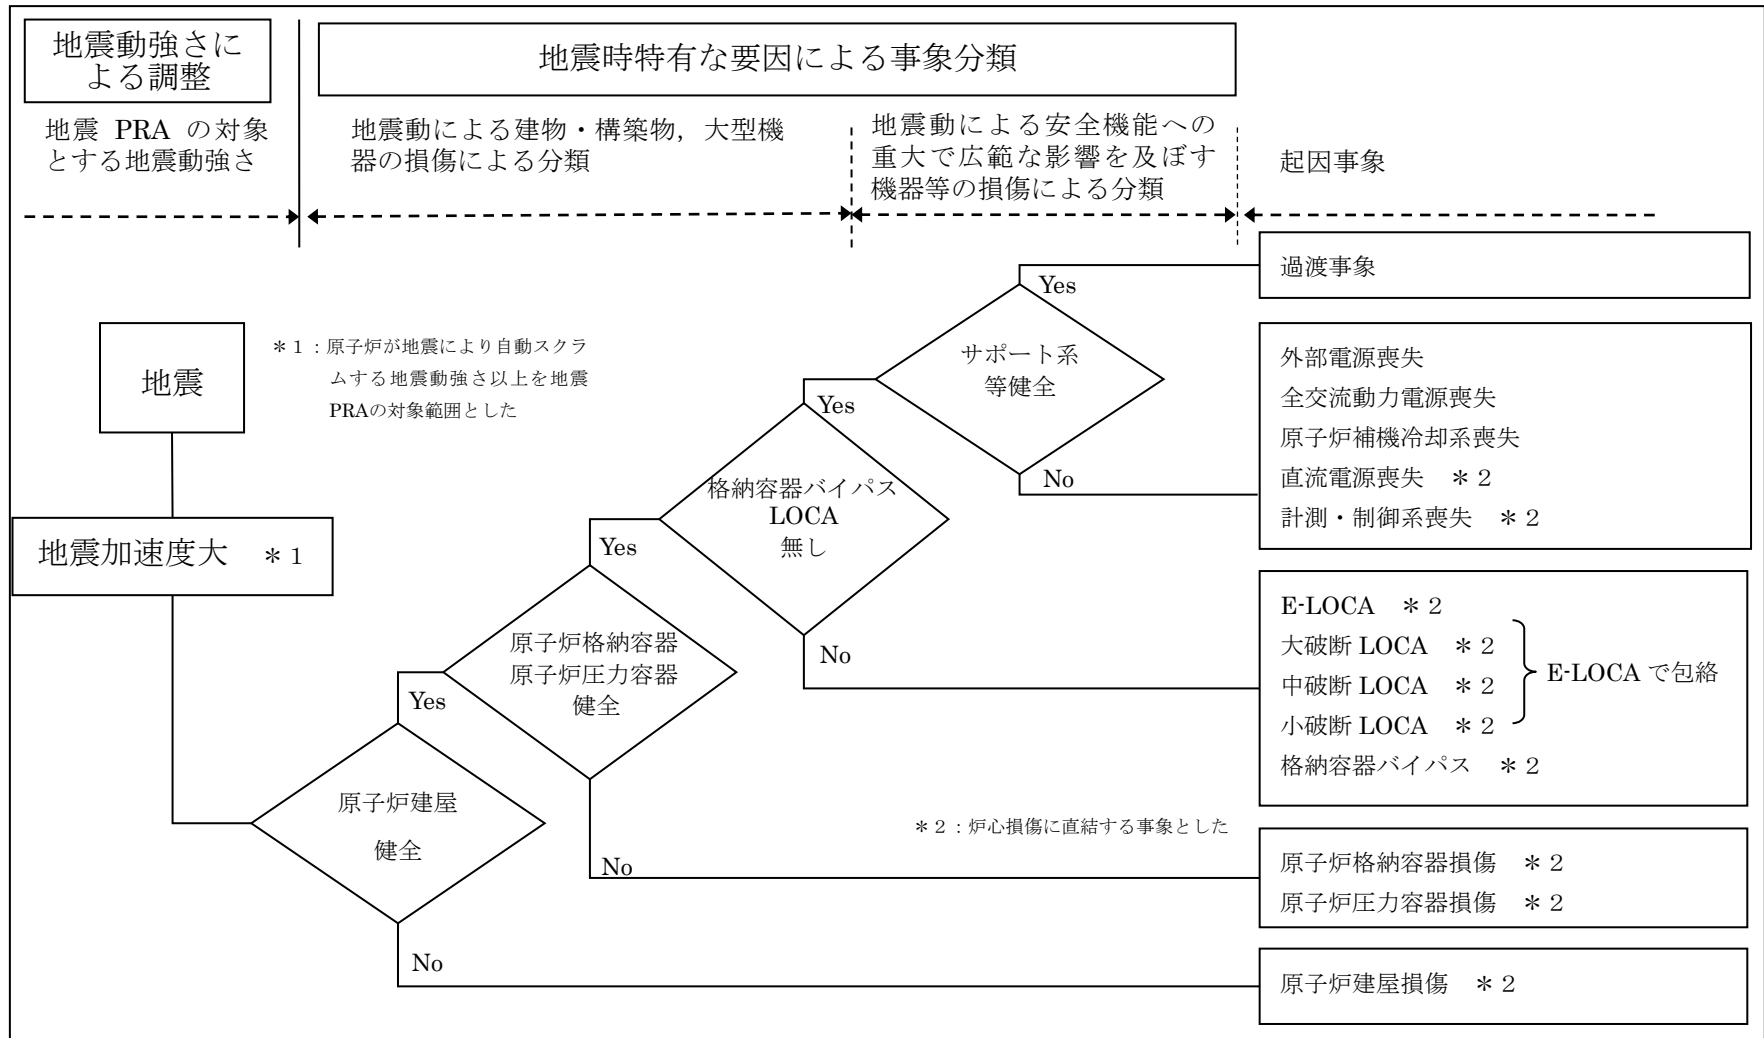 地震動強さに
よる調整
地震時特有な要因による事象分類
地震 PRA の対象
とする地震動強さ
地震動による建物・構築物，大型機
器の損傷による分類
地震動による安全機能への
重大で広範な影響を及ぼす
機器等の損傷による分類
起因事象
地震
＊１：原子炉が地震により自動スクラ
ムする地震動強さ以上を地震
PRAの対象範囲とした
地震加速度大　＊１
原子炉建屋
健全
Yes
No
原子炉格納容器
原子炉圧力容器
健全
Yes
No
格納容器バイパス
LOCA
無し
Yes
No
サポート系
等健全
Yes
No
過渡事象
外部電源喪失
全交流動力電源喪失
原子炉補機冷却系喪失
直流電源喪失　＊２
計測・制御系喪失　＊２
E-LOCA　＊２
大破断 LOCA　＊２
中破断 LOCA　＊２
小破断 LOCA　＊２
E-LOCA で包絡
格納容器バイパス　＊２
＊２：炉心損傷に直結する事象とした
原子炉格納容器損傷　＊２
原子炉圧力容器損傷　＊２
原子炉建屋損傷　＊２